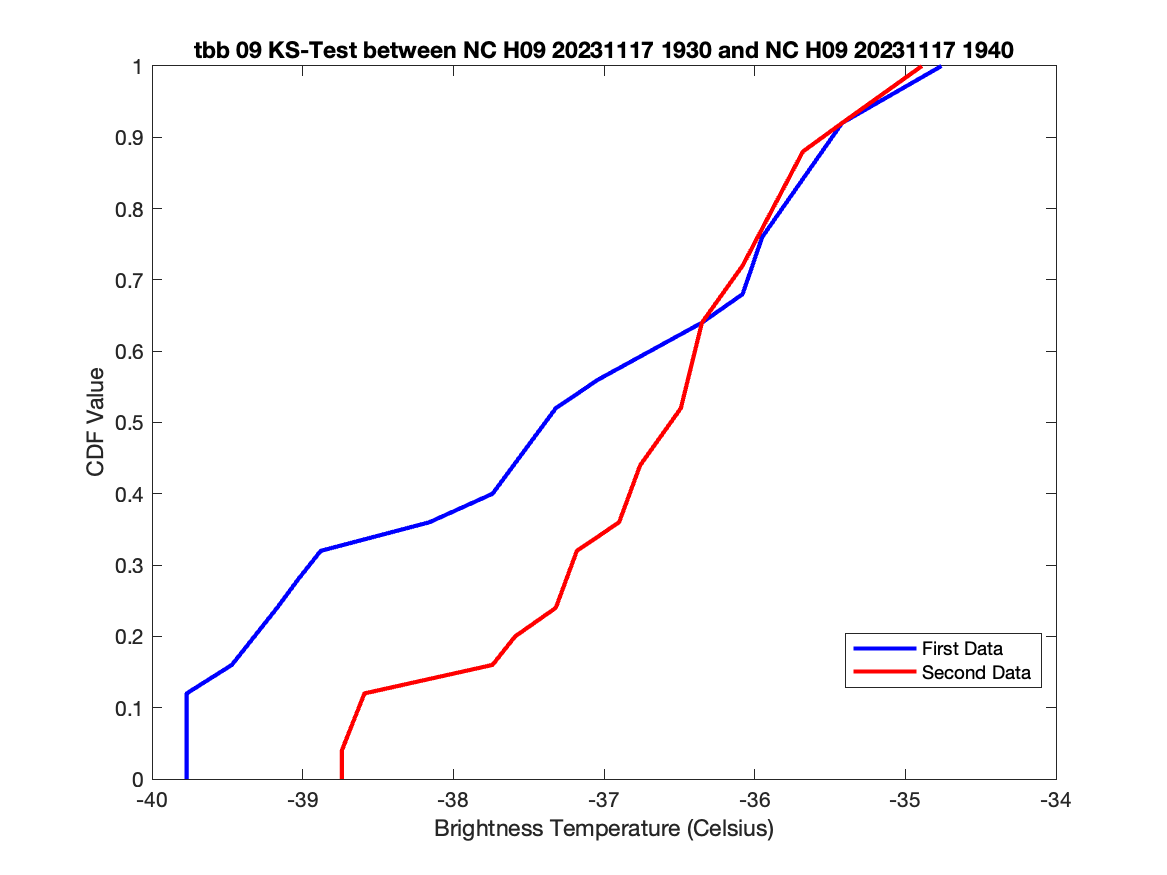 tbb 09 KS-Test between NC H09 20231117 1930 and NC H09 20231117 1940
1
0.9
0.8
0.7
0.6
0.5
0.4
0.3
0.2
0.1
0
CDF Value
First Data
Second Data
-40 -39 -38 -37 -36 -35 -34
Brightness Temperature (Celsius)